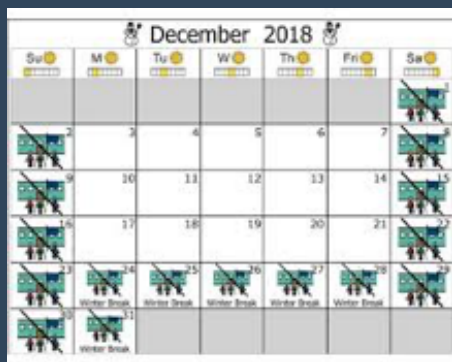 December 2018
Su M Tu W Th Fri Sa
1
2 3 4 5 6 7 8
9 10 11 12 13 14 15
16 17 18 19 20 21 22
23 24 25 26 27 28 29
Winter Break Winter Break Winter Break Winter Break Winter Break
30 31
Winter Break